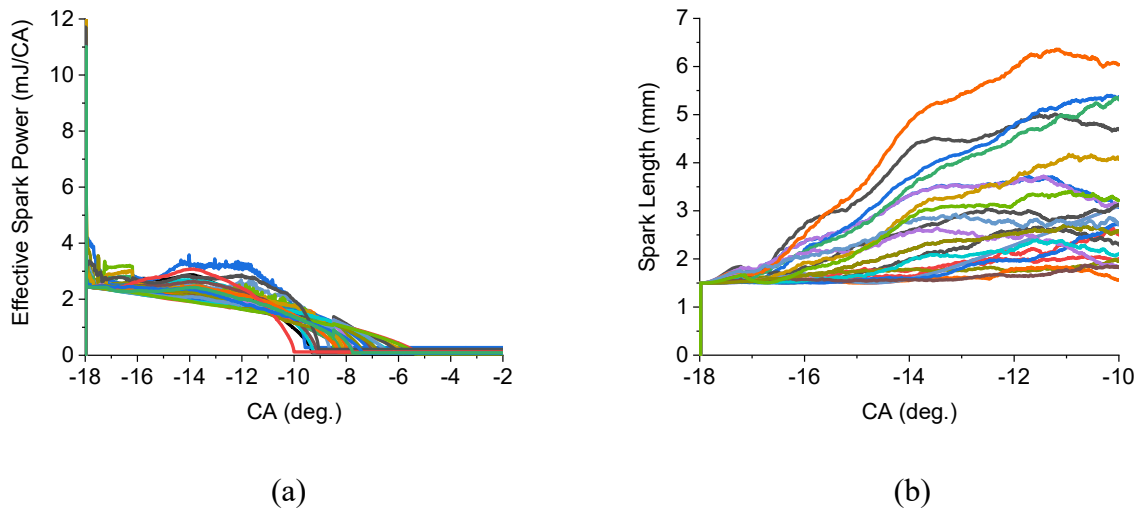 12
10
8
6
4
2
0
Effective Spark Power (mJ/CA)
-18 -16 -14 -12 -10 -8 -6 -4 -2
CA (deg.)
(a)
7
6
5
4
3
2
1
0
Spark Length (mm)
-18 -16 -14 -12 -10
CA (deg.)
(b)